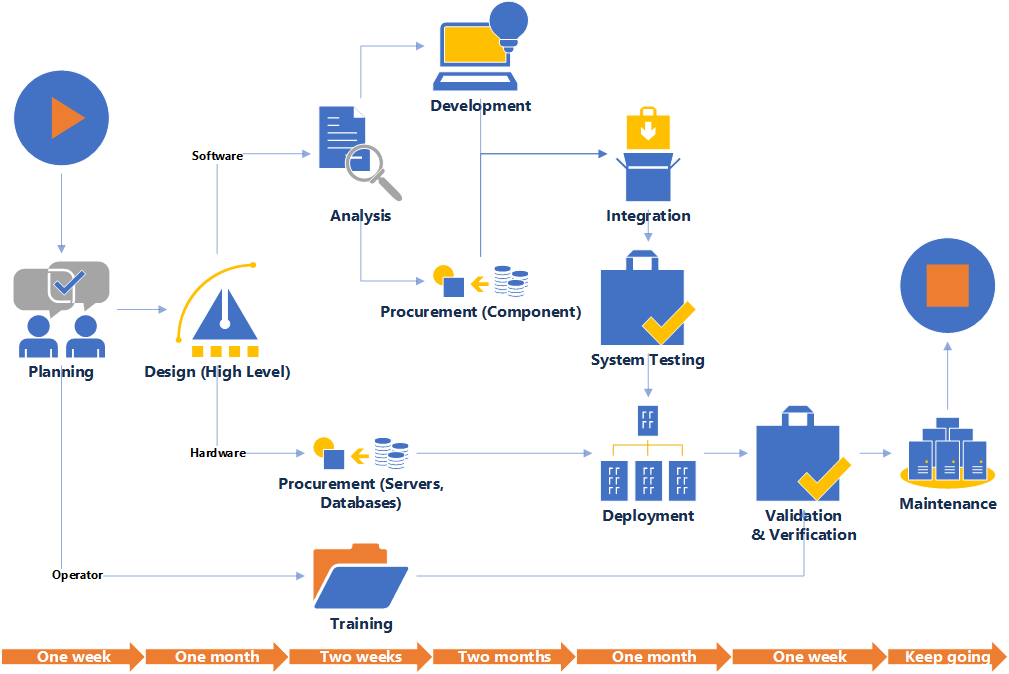 Development
Software
Analysis
Integration
Procurement (Component)
System Testing
Planning
Design (High Level)
Hardware
Procurement (Servers,
Databases)
Deployment
Validation
& Verification
Maintenance
Operator
Training
One week
One month
Two weeks
Two months
One month
One week
Keep going